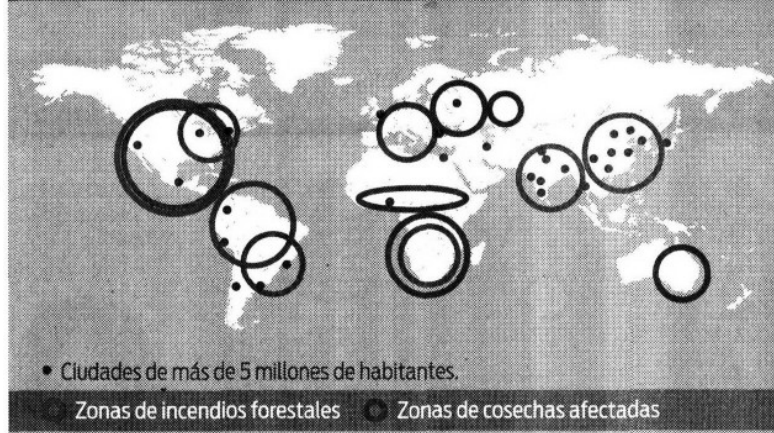 • Ciudades de más de 5 millones de habitantes.
Zonas de incendios forestales Zonas de cosechas afectadas